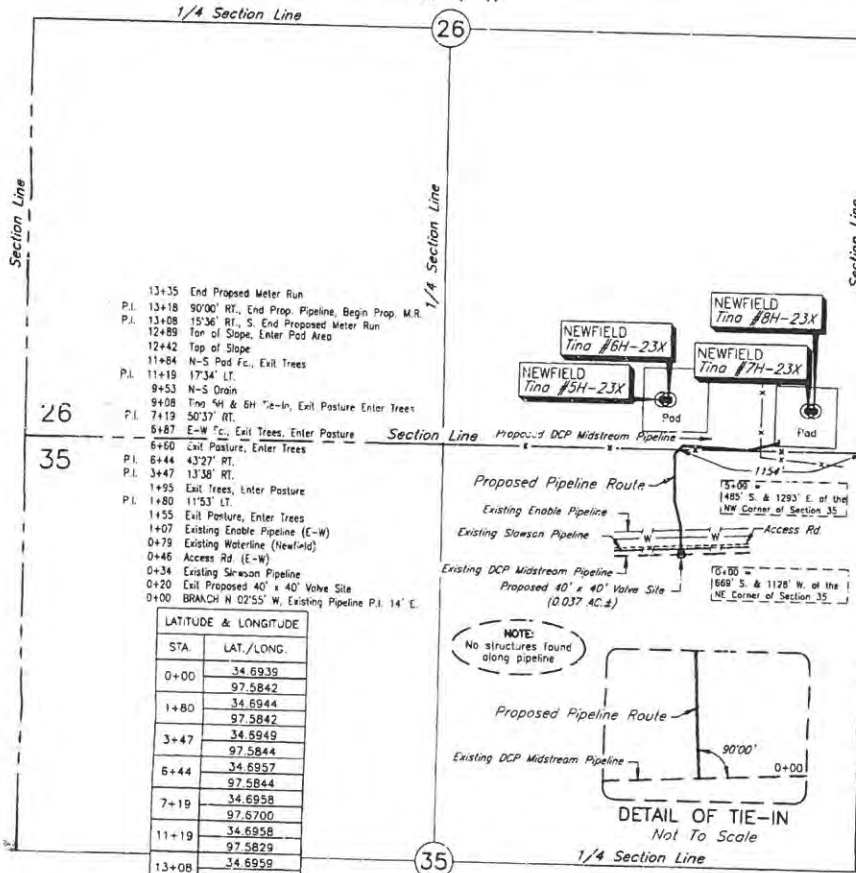 1/4 Section Line
26
Section Line
1/4 Section Line
Section Line
13+35 End Propsed Meter Run
P.I. 13+18 90'00' RT., End Prop. Pipeline, Begin Prop. M.R.
P.I. 13+08 15'36' RT., S. End Proposed Meter Run
12+89 Top of Slope, Enter Pad Area
12+42 Top of Slope
11+84 N-S Pad Fc., Exit Trees
P.I. 11+19 17'34' LT.
9+53 N-S Drain
9+08 Tina 5H & 6H Tie-In, Exit Pasture Enter Trees
P.I. 7+19 50'37' RT.
6+87 E-W Fc., Exit Trees, Enter Pasture
6+60 Exit Pasture, Enter Trees
P.I. 6+44 43'27' RT.
P.I. 3+47 13'38' RT.
1+95 Exit Trees, Enter Pasture
P.I. 1+80 11'53' LT.
1+55 Exit Pasture, Enter Trees
1+07 Existing Enable Pipeline (E-W)
0+79 Existing Waterline (Newfield)
0+46 Access Rd. (E-W)
0+34 Existing Slawson Pipeline
0+20 Exit Proposed 40' x 40' Valve Site
0+00 BRANCH N 02'55' W, Existing Pipeline P.I. 14' E.
26
35
Section Line
NEWFIELD
Tina #6H-23X
NEWFIELD
Tina #8H-23X
NEWFIELD
Tina #5H-23X
NEWFIELD
Tina #7H-23X
Pad
Pad
Proposed DCP Midstream Pipeline
1154'
Proposed Pipeline Route
5+09 =
485' S. & 1293' E. of the
NW Corner of Section 35
Existing Enable Pipeline
W W
Access Rd.
Existing Slawson Pipeline
Existing DCP Midstream Pipeline
Proposed 40' x 40' Valve Site
(0.037 AC.±)
0+00 =
669' S. & 1128' W. of the
NE Corner of Section 35
LATITUDE & LONGITUDE
STA. LAT./LONG.
0+00 34.6939
97.5842
1+80 34.6944
97.5842
3+47 34.6949
97.5844
6+44 34.6957
97.5844
7+19 34.6958
97.6700
11+19 34.6958
97.5829
13+08 34.6959
NOTE:
No structures found
along pipeline
Proposed Pipeline Route
Existing DCP Midstream Pipeline
90'00'
0+00
DETAIL OF TIE-IN
Not To Scale
35
1/4 Section Line